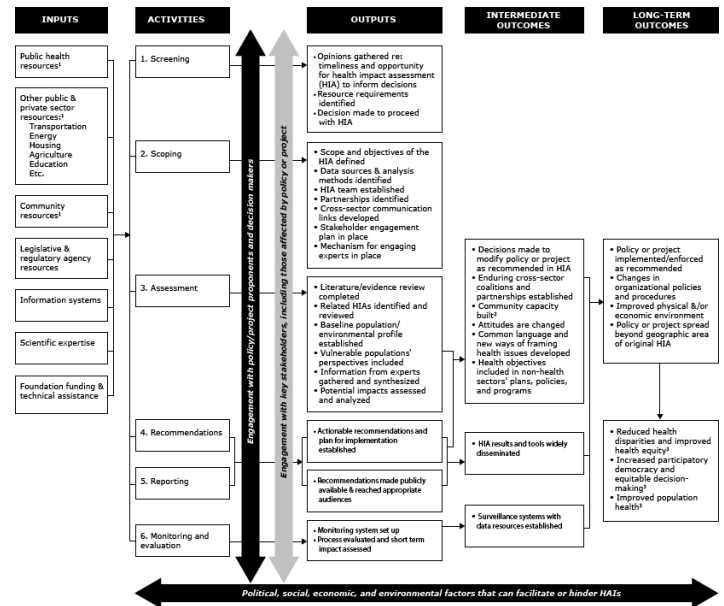 INPUTS
ACTIVITIES
OUTPUTS
INTERMEDIATE
OUTCOMES
LONG-TERM
OUTCOMES
Public health
resources¹
Other public &
private sector
resources:¹
Transportation
Energy
Housing
Agriculture
Education
Etc.
Community
resources¹
Legislative &
regulatory agency
resources
Information systems
Scientific expertise
Foundation funding &
technical assistance
1. Screening
2. Scoping
3. Assessment
4. Recommendations
5. Reporting
6. Monitoring and
evaluation
Engagement with policy/project proponents and decision makers
Engagement with key stakeholders, including those affected by policy or project
• Opinions gathered re:
timeliness and opportunity
for health impact assessment
(HIA) to inform decisions
• Resource requirements
identified
• Decision made to proceed
with HIA
▪ Scope and objectives of the
HIA defined
▪ Data sources & analysis
methods identified
▪ HIA team established
▪ Partnerships identified
▪ Cross-sector communication
links developed
▪ Stakeholder engagement
plan in place
▪ Mechanism for engaging
experts in place
▪ Literature/evidence review
completed
▪ Related HIAs identified and
reviewed
▪ Baseline population/
environmental profile
established
▪ Vulnerable populations'
perspectives included
▪ Information from experts
gathered and synthesized
▪ Potential impacts assessed
and analyzed
• Actionable recommendations and
plan for implementation
established
• Recommendations made publicly
available & reached appropriate
audiences
• Monitoring system set up
• Process evaluated and short term
impact assessed
▪ Decisions made to
modify policy or project
as recommended in HIA
▪ Enduring cross-sector
coalitions and
partnerships established
▪ Community capacity
built²
▪ Attitudes are changed
▪ Common language and
new ways of framing
health issues developed
▪ Health objectives
included in non-health
sectors' plans, policies,
and programs
▪ HIA results and tools widely
disseminated
▪ Surveillance systems with
data resources established
▪ Policy or project
implemented/enforced
as recommended
▪ Changes in
organizational policies
and procedures
▪ Improved physical &/or
economic environment
▪ Policy or project spread
beyond geographic area
of original HIA
▪ Reduced health
disparities and improved
health equity³
▪ Increased participatory
democracy and
equitable decision-
making³
▪ Improved population
health³
Political, social, economic, and environmental factors that can facilitate or hinder HAIs